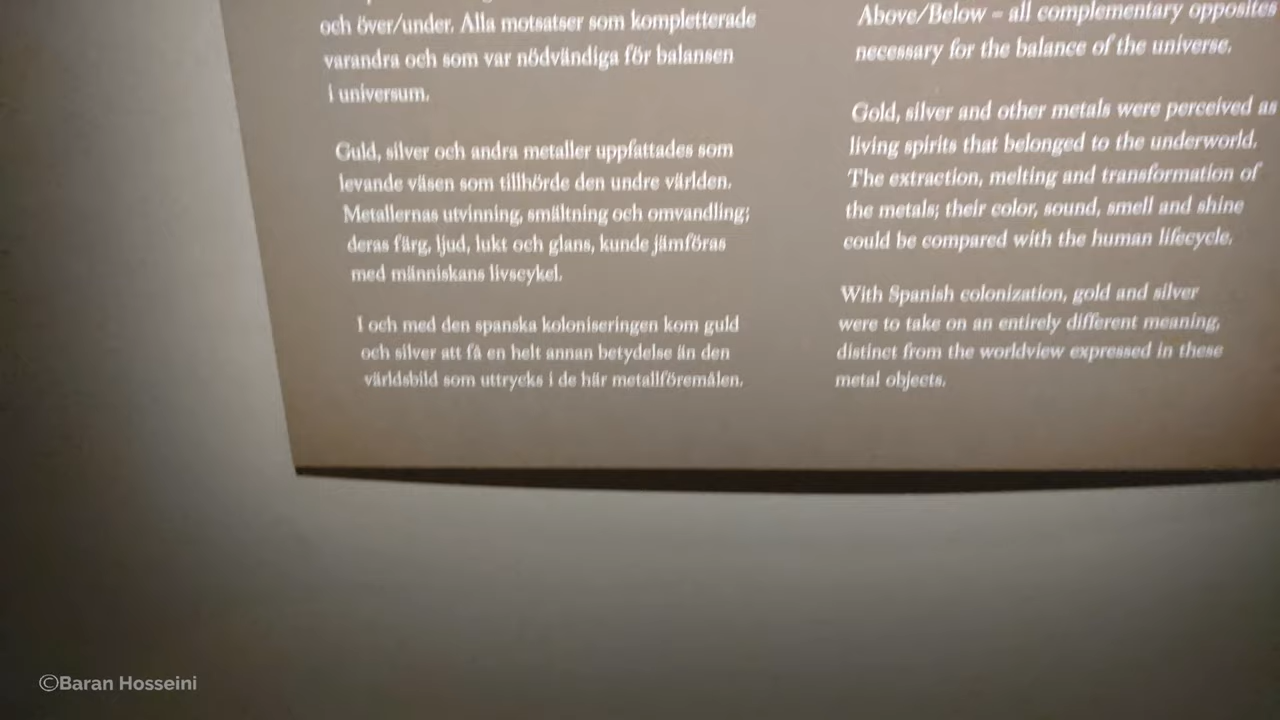 och över/under. Alla motsatser som kompletterade
varandra och som var nödvändiga för balansen
i universum.
Guld, silver och andra metaller uppfattades som
levande väsen som tillhörde den undre världen.
Metallernas utvinning, smältning och omvandling;
deras färg, ljud, lukt och glans, kunde jämföras
med människans livscykel.
I och med den spanska koloniseringen kom guld
och silver att få en helt annan betydelse än den
världsbild som uttrycks i de här metallföremålen.
Above/Below – all complementary opposites
necessary for the balance of the universe.
Gold, silver and other metals were perceived as
living spirits that belonged to the underworld.
The extraction, melting and transformation of
the metals; their color, sound, smell and shine
could be compared with the human lifecycle.
With Spanish colonization, gold and silver
were to take on an entirely different meaning,
distinct from the worldview expressed in these
metal objects.
©Baran Hosseini